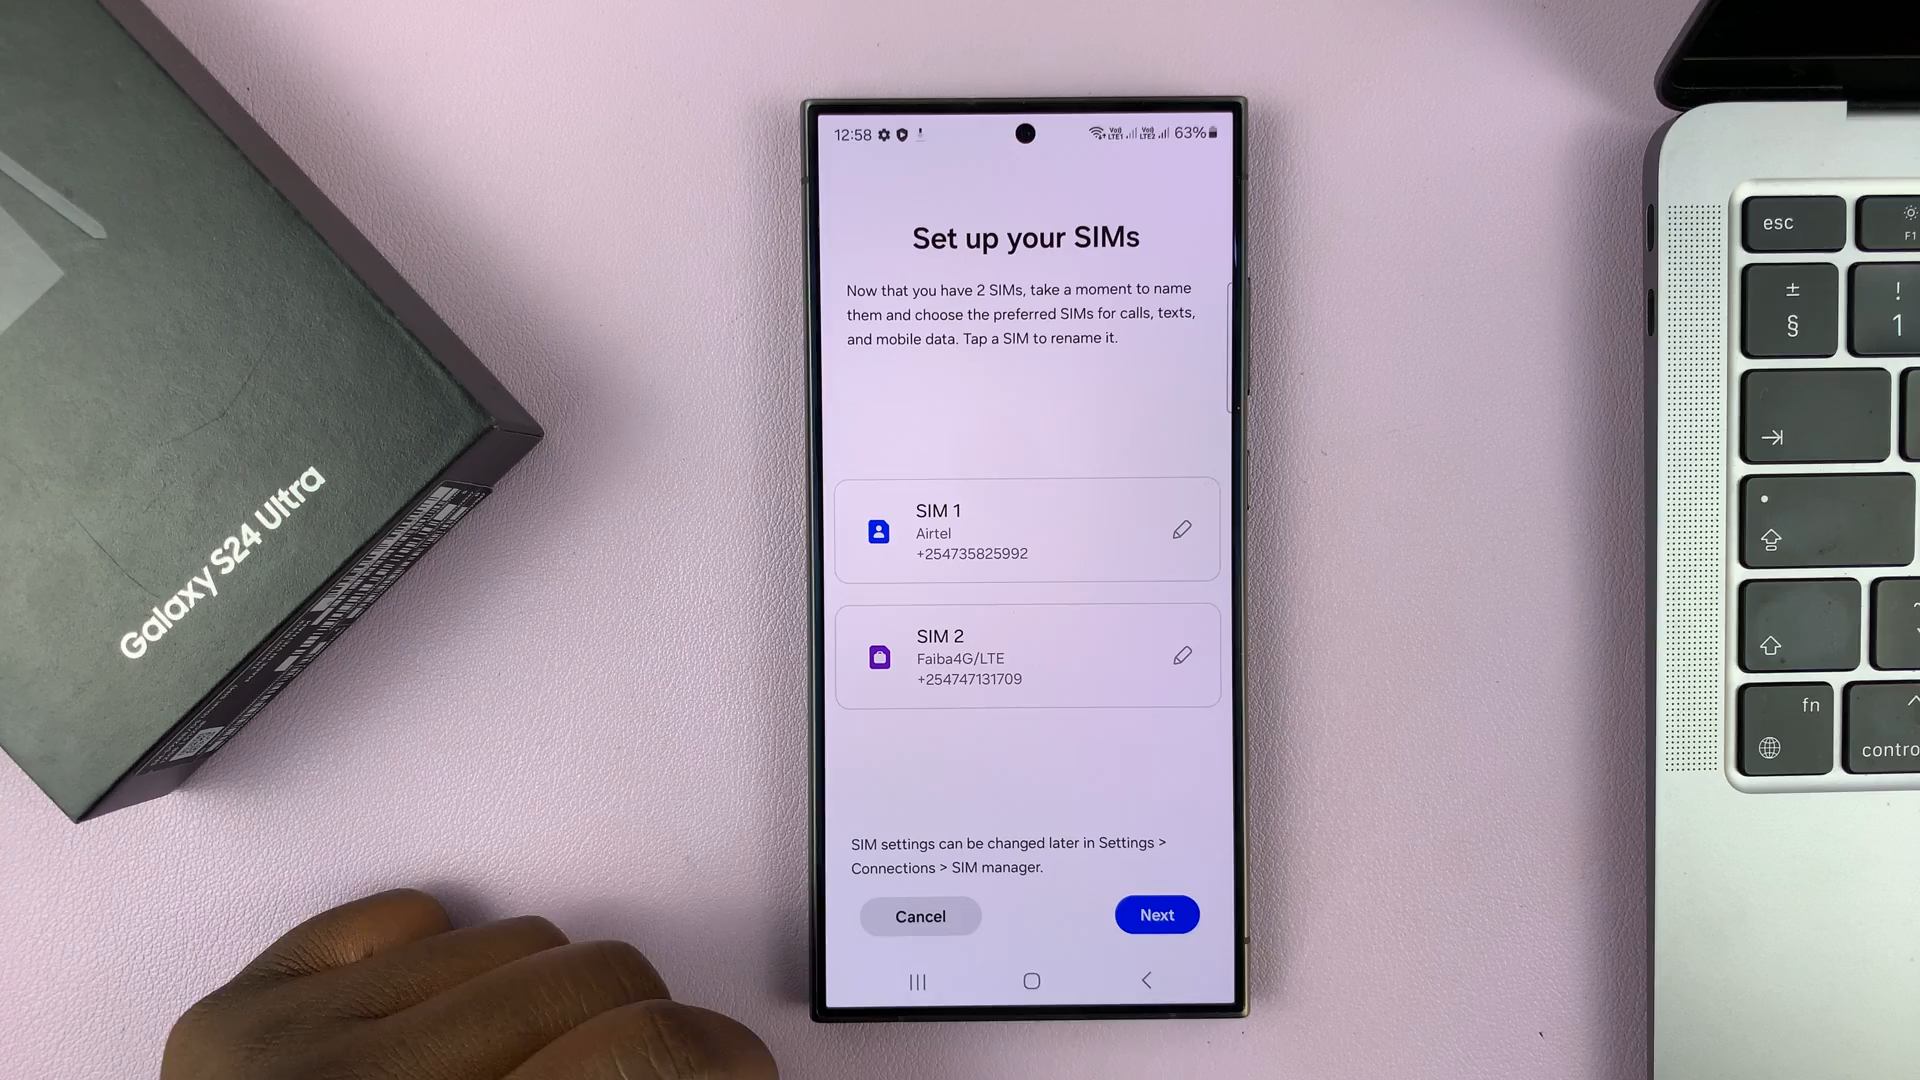 Galaxy S24 Ultra
12:58
63%
Set up your SIMs
Now that you have 2 SIMs, take a moment to name
them and choose the preferred SIMs for calls, texts,
and mobile data. Tap a SIM to rename it.
SIM 1
Airtel
+254735825992
SIM 2
Faiba4G/LTE
+254747131709
SIM settings can be changed later in Settings >
Connections > SIM manager.
Cancel
Next
esc
F1
±
§
!
1
fn
contro